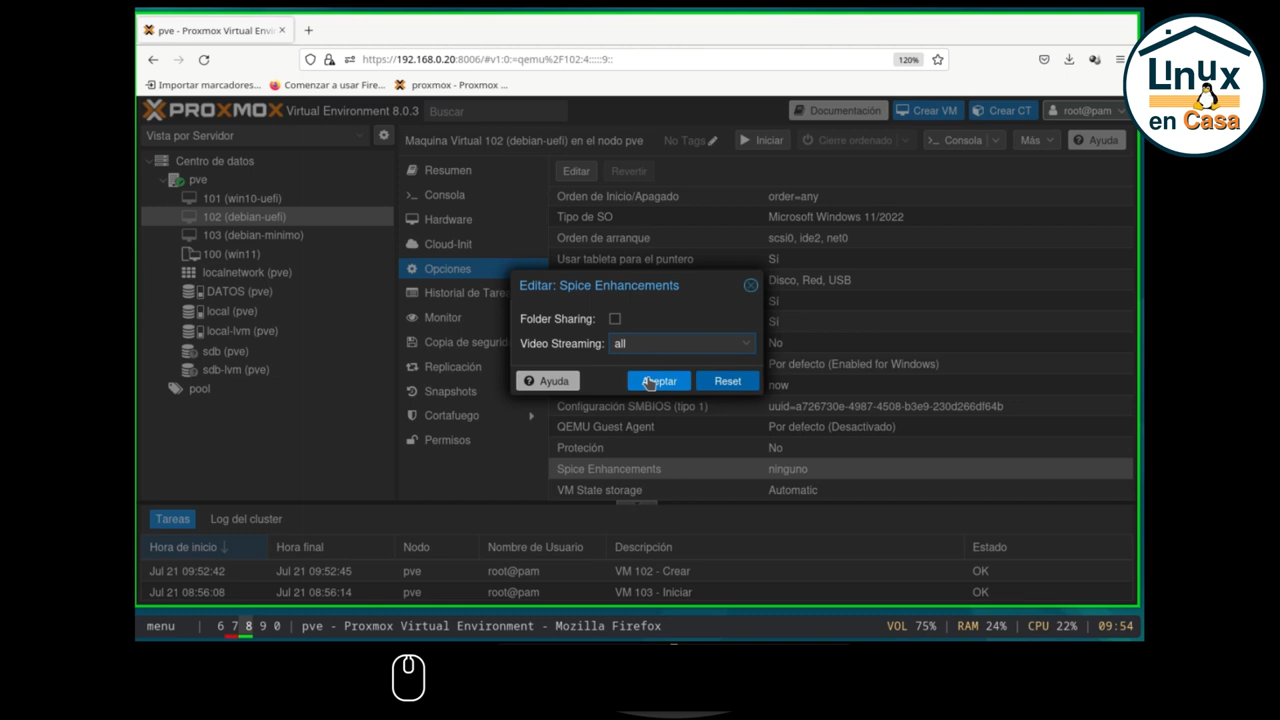 pve - Proxmox Virtual Envi
https://192.168.0.20:8006/#v1:0:=qemu%2F102:4:::::9::
120%
Importar marcadores...
Comenzar a usar Fire...
proxmox - Proxmox ...
PROXMOX Virtual Environment 8.0.3
Buscar
Documentación
Crear VM
Crear CT
root@pam
Vista por Servidor
Maquina Virtual 102 (debian-uefi) en el nodo pve
No Tags
Iniciar
Cierre ordenado
Consola
Más
Ayuda
Centro de datos
pve
101 (win10-uefi)
102 (debian-uefi)
103 (debian-minimo)
100 (win11)
localnetwork (pve)
DATOS (pve)
local (pve)
local-lvm (pve)
sdb (pve)
sdb-lvm (pve)
pool
Resumen
Consola
Hardware
Cloud-Init
Opciones
Historial de Tarea
Monitor
Copia de segurid
Replicación
Snapshots
Cortafuego
Permisos
Editar
Revertir
Orden de Inicio/Apagado order=any
Tipo de SO Microsoft Windows 11/2022
Orden de arranque scsi0, ide2, net0
Usar tableta para el puntero Sí
Disco, Red, USB
Sí
Sí
No
Por defecto (Enabled for Windows)
now
Configuración SMBIOS (tipo 1) uuid=a726730e-4987-4508-b3e9-230d266df64b
QEMU Guest Agent Por defecto (Desactivado)
Proteción No
Spice Enhancements ninguno
VM State storage Automatic
Editar: Spice Enhancements
Folder Sharing:
Video Streaming: all
Ayuda
Aceptar
Reset
Tareas
Log del cluster
Hora de inicio Hora final Nodo Nombre de Usuario Descripción Estado
Jul 21 09:52:42 Jul 21 09:52:45 pve root@pam VM 102 - Crear OK
Jul 21 08:56:08 Jul 21 08:56:14 pve root@pam VM 103 - Iniciar OK
menu | 6 7 8 9 0 | pve - Proxmox Virtual Environment - Mozilla Firefox
VOL 75% | RAM 24% | CPU 22% | 09:54
Linux
en Casa